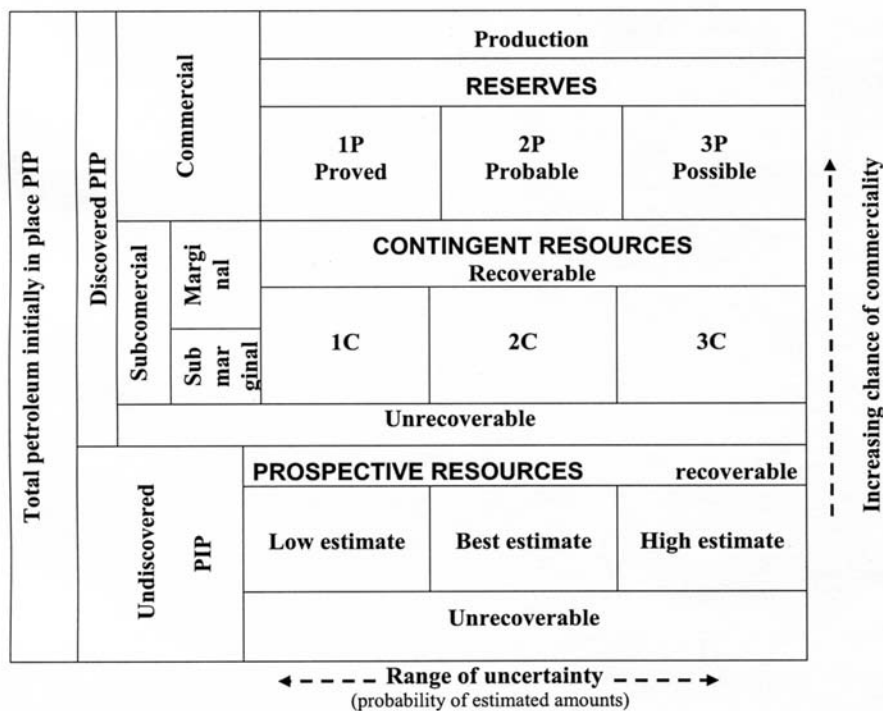 Total petroleum initially in place PIP
Discovered PIP
Commercial
Production
RESERVES
1P
Proved
2P
Probable
3P
Possible
Subcomercial
Margi
nal
CONTINGENT RESOURCES
Recoverable
Sub
mar
ginal
1C
2C
3C
Unrecoverable
Undiscovered
PIP
PROSPECTIVE RESOURCES recoverable
Low estimate
Best estimate
High estimate
Unrecoverable
Increasing chance of commerciality
Range of uncertainty
(probability of estimated amounts)